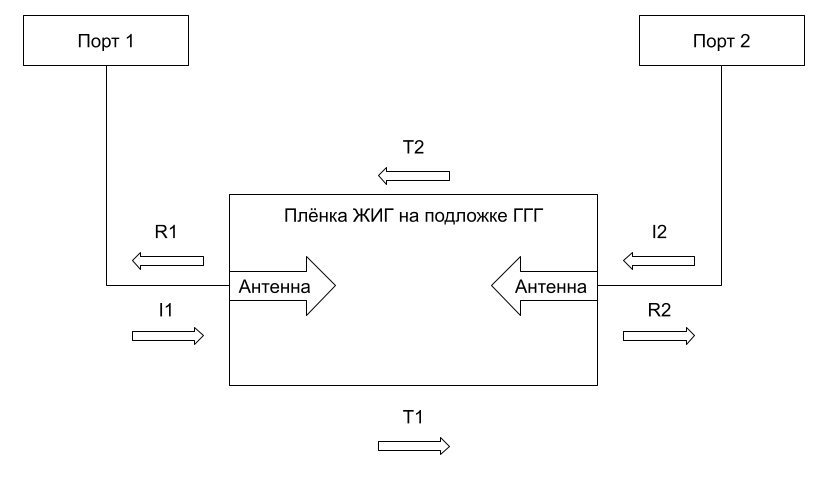 Порт 1
Порт 2
T2
Плёнка ЖИГ на подложке ГГГ
R1
I2
Антенна
Антенна
I1
R2
T1